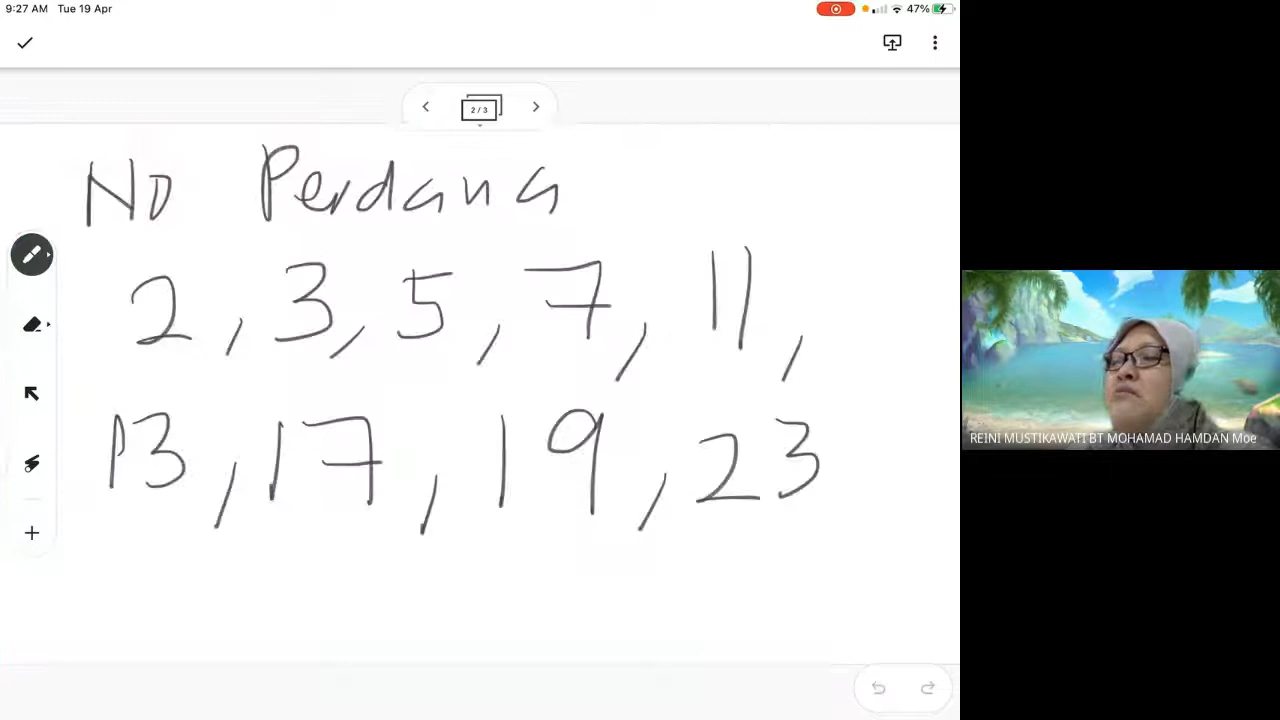 9:27 AM Tue 19 Apr
47%
2 / 3
No Perdana
2, 3, 5, 7, 11,
13, 17, 19, 23
REINI MUSTIKAWATI BT MOHAMAD HAMDAN Moe